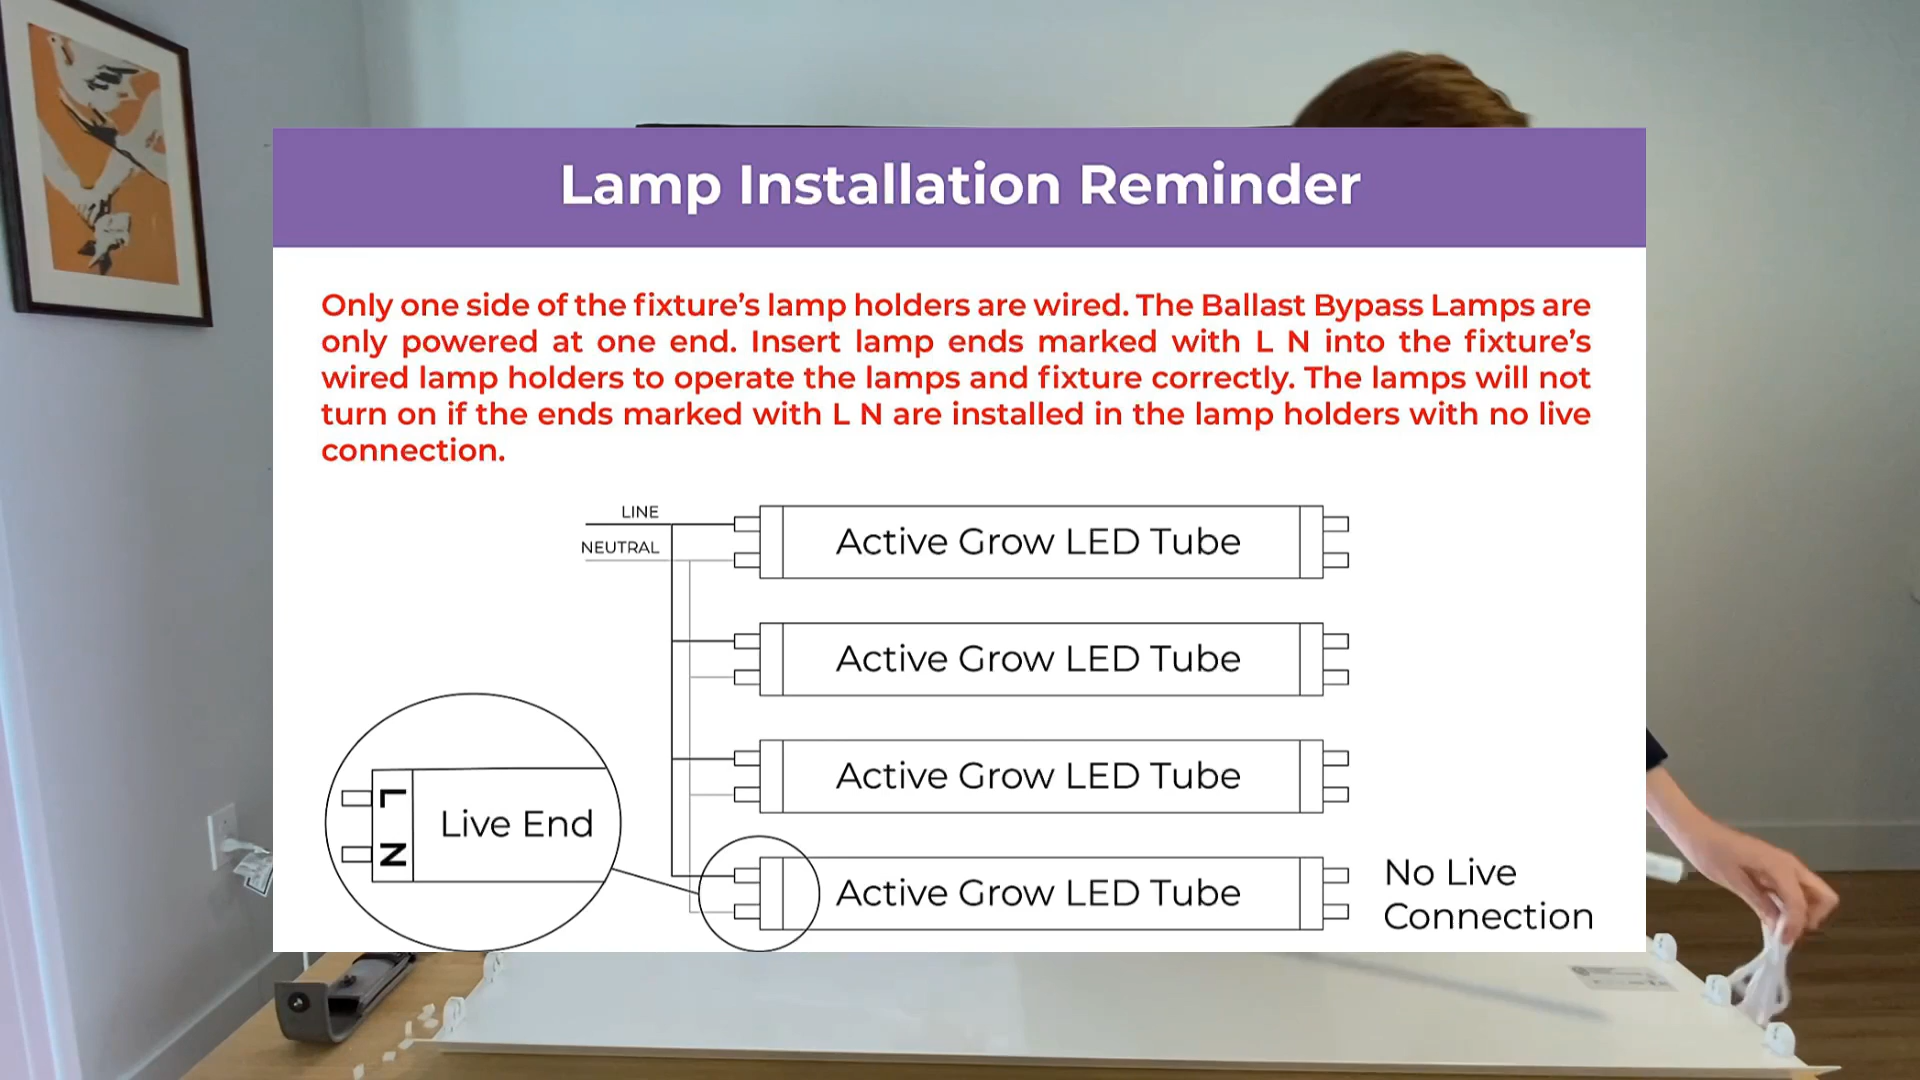 Lamp Installation Reminder
Only one side of the fixture’s lamp holders are wired. The Ballast Bypass Lamps are
only powered at one end. Insert lamp ends marked with L N into the fixture’s
wired lamp holders to operate the lamps and fixture correctly. The lamps will not
turn on if the ends marked with L N are installed in the lamp holders with no live
connection.
LINE
NEUTRAL
Active Grow LED Tube
Active Grow LED Tube
Active Grow LED Tube
L
N
Live End
Active Grow LED Tube
No Live
Connection